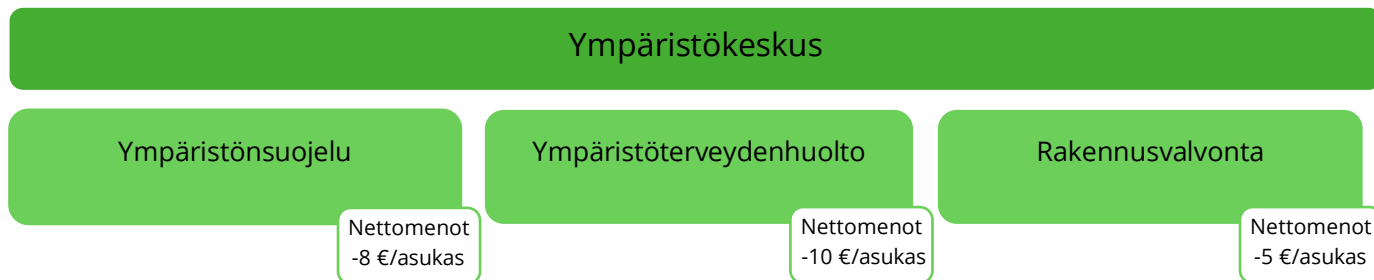 Ympäristökeskus
Ympäristönsuojelu
Nettomenot
-8 €/asukas
Ympäristöterveydenhuolto
Nettomenot
-10 €/asukas
Rakennusvalvonta
Nettomenot
-5 €/asukas